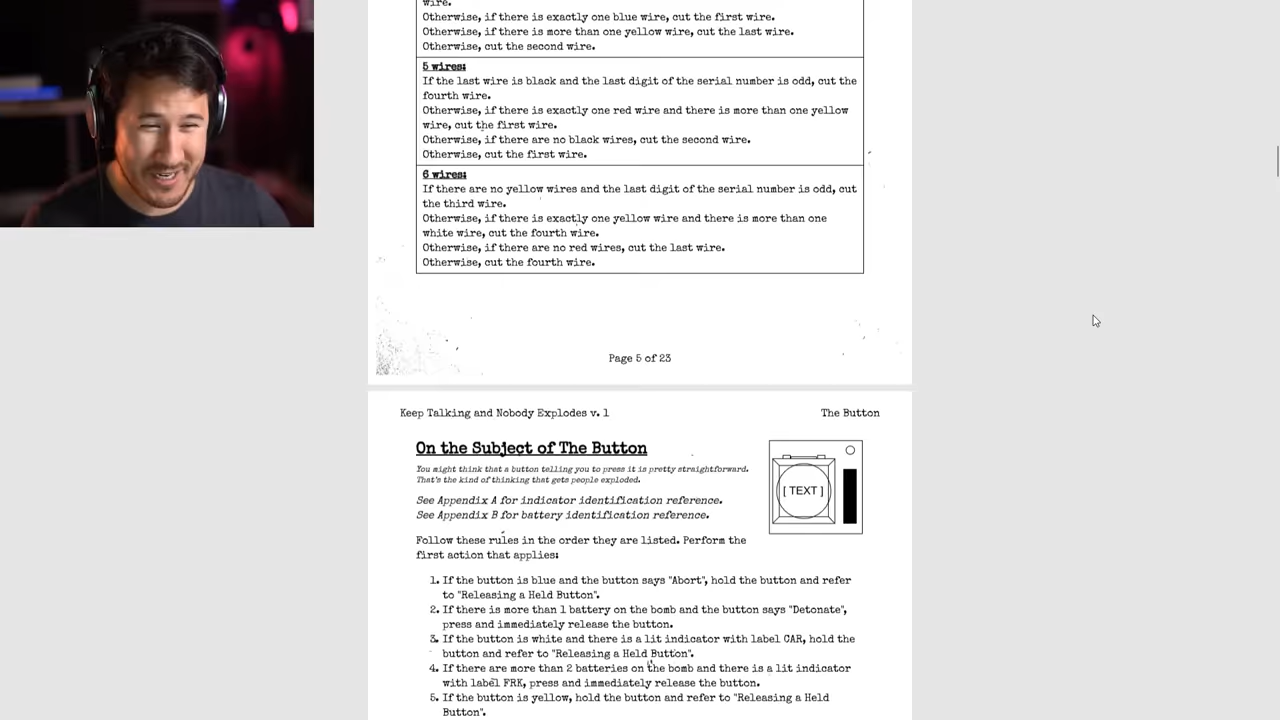 wire.
Otherwise, if there is exactly one blue wire, cut the first wire.
Otherwise, if there is more than one yellow wire, cut the last wire.
Otherwise, cut the second wire.
5 wires:
If the last wire is black and the last digit of the serial number is odd, cut the
fourth wire.
Otherwise, if there is exactly one red wire and there is more than one yellow
wire, cut the first wire.
Otherwise, if there are no black wires, cut the second wire.
Otherwise, cut the first wire.
6 wires:
If there are no yellow wires and the last digit of the serial number is odd, cut
the third wire.
Otherwise, if there is exactly one yellow wire and there is more than one
white wire, cut the fourth wire.
Otherwise, if there are no red wires, cut the last wire.
Otherwise, cut the fourth wire.
Page 5 of 23
Keep Talking and Nobody Explodes v. 1
The Button
On the Subject of The Button
You might think that a button telling you to press it is pretty straightforward.
That's the kind of thinking that gets people exploded.
See Appendix A for indicator identification reference.
See Appendix B for battery identification reference.
[ TEXT ]
Follow these rules in the order they are listed. Perform the
first action that applies:
1. If the button is blue and the button says "Abort", hold the button and refer
to "Releasing a Held Button".
2. If there is more than 1 battery on the bomb and the button says "Detonate",
press and immediately release the button.
3. If the button is white and there is a lit indicator with label CAR, hold the
button and refer to "Releasing a Held Button".
4. If there are more than 2 batteries on the bomb and there is a lit indicator
with label FRK, press and immediately release the button.
5. If the button is yellow, hold the button and refer to "Releasing a Held
Button".